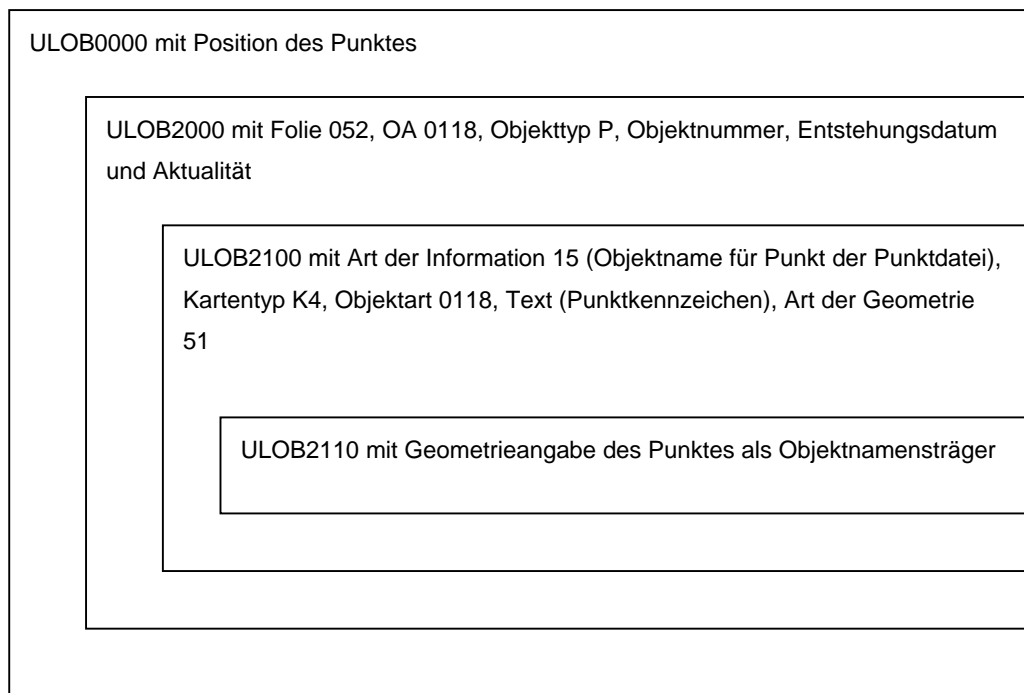 ULOB0000 mit Position des Punktes
ULOB2000 mit Folie 052, OA 0118, Objekttyp P, Objektnummer, Entstehungsdatum
und Aktualität
ULOB2100 mit Art der Information 15 (Objektname für Punkt der Punktdatei),
Kartentyp K4, Objektart 0118, Text (Punktkennzeichen), Art der Geometrie
51
ULOB2110 mit Geometrieangabe des Punktes als Objektnamensträger